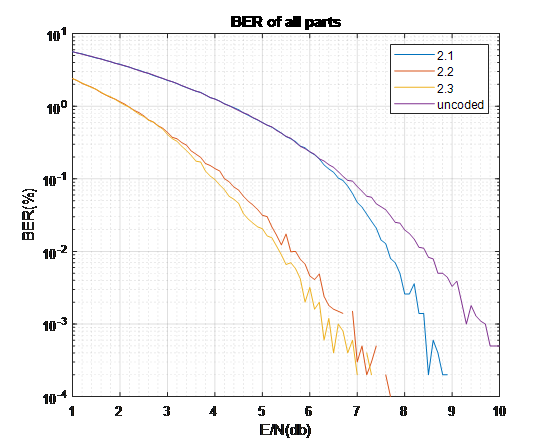 BER of all parts
10^1
10^0
10^-1
10^-2
10^-3
10^-4
BER(%)
2.1
2.2
2.3
uncoded
1 2 3 4 5 6 7 8 9 10
E/N(db)